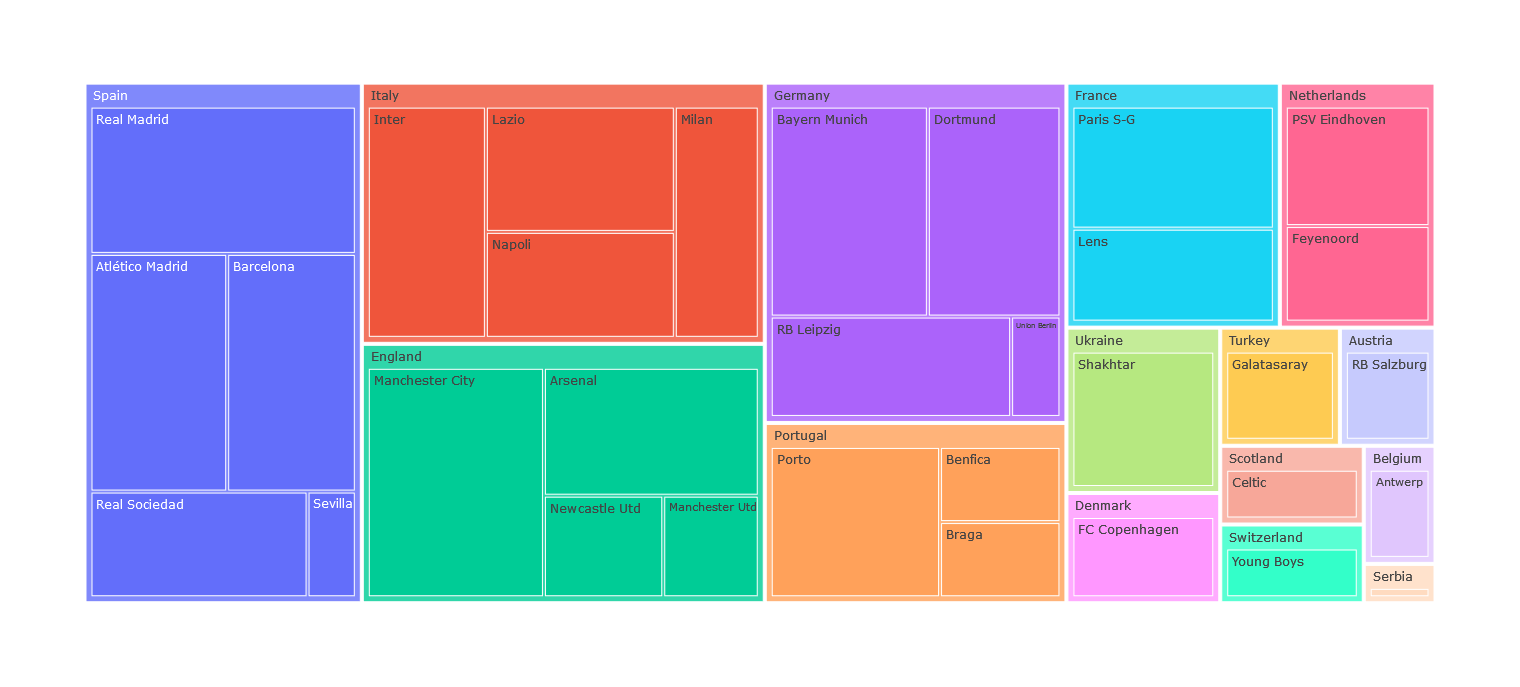 Spain
Real Madrid
Atlético Madrid
Barcelona
Real Sociedad
Sevilla
Italy
Inter
Lazio
Milan
Napoli
England
Manchester City
Arsenal
Newcastle Utd
Manchester Utd
Germany
Bayern Munich
Dortmund
RB Leipzig
Union Berlin
Portugal
Porto
Benfica
Braga
France
Paris S-G
Lens
Netherlands
PSV Eindhoven
Feyenoord
Ukraine
Shakhtar
Denmark
FC Copenhagen
Turkey
Galatasaray
Austria
RB Salzburg
Scotland
Celtic
Switzerland
Young Boys
Belgium
Antwerp
Serbia